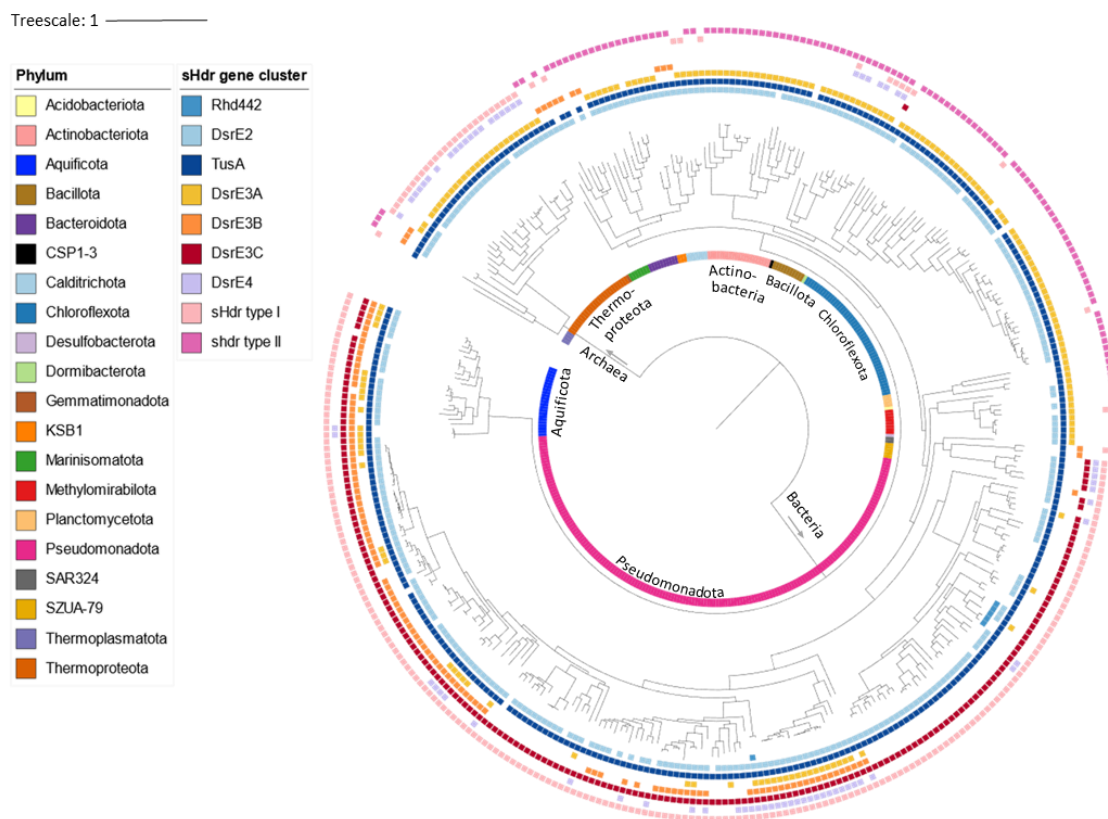 Treescale: 1
Phylum
Acidobacteriota
Actinobacteriota
Aquificota
Bacillota
Bacteroidota
CSP1-3
Calditrichota
Chloroflexota
Desulfobacterota
Dormibacterota
Gemmatimonadota
KSB1
Marinisomatota
Methylomirabilota
Planctomycetota
Pseudomonadota
SAR324
SZUA-79
Thermoplasmatota
Thermoproteota
sHdr gene cluster
Rhd442
DsrE2
TusA
DsrE3A
DsrE3B
DsrE3C
DsrE4
sHdr type I
shdr type II
Thermo-
proteota
Actino-
bacteria
Bacillota
Chloroflexota
Archaea
Aquificota
Bacteria
Pseudomonadota